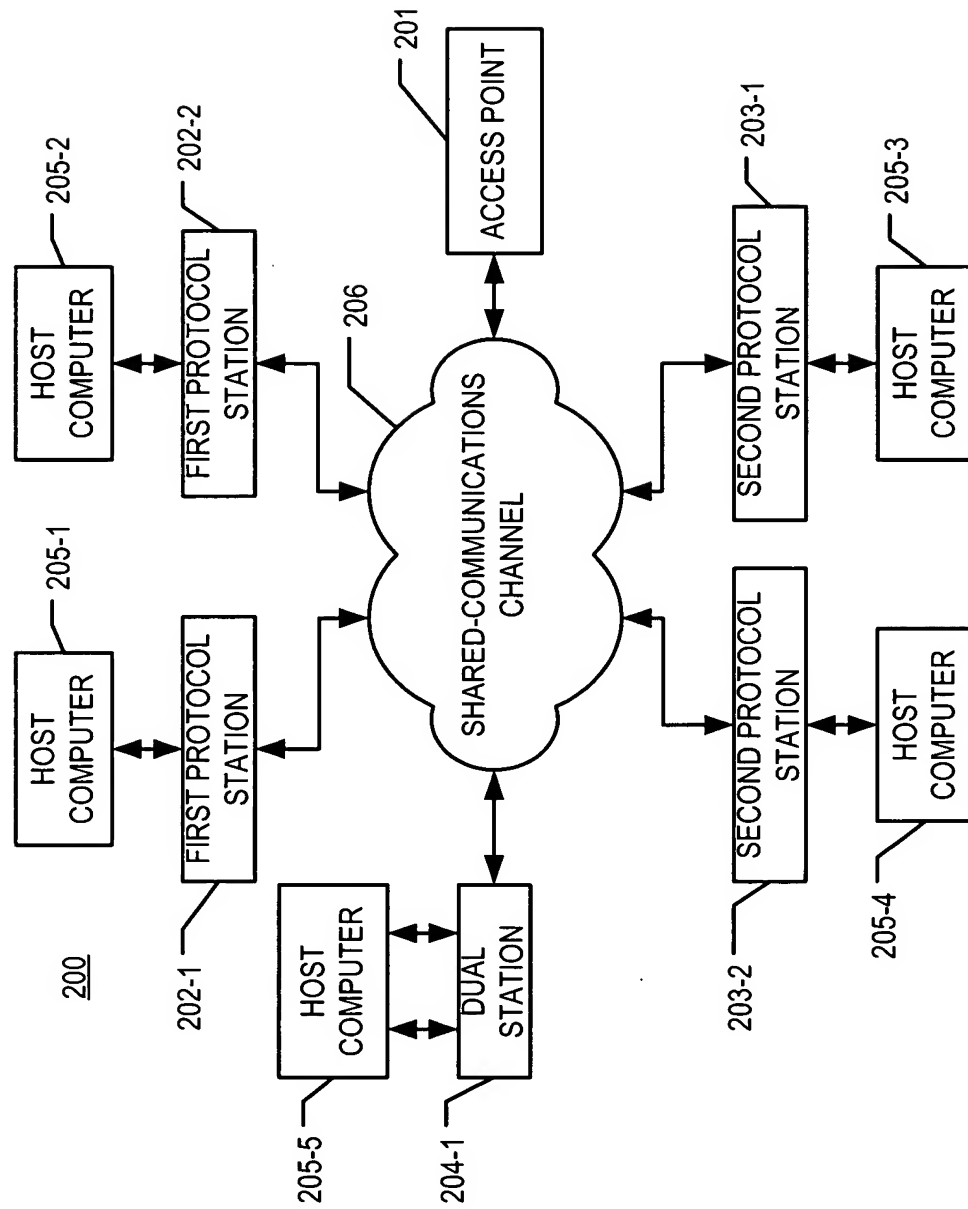 200
205-1
HOST
COMPUTER
205-2
HOST
COMPUTER
202-1
FIRST PROTOCOL
STATION
202-2
FIRST PROTOCOL
STATION
205-5
HOST
COMPUTER
204-1
DUAL
STATION
206
SHARED-COMMUNICATIONS
CHANNEL
201
ACCESS POINT
203-2
SECOND PROTOCOL
STATION
203-1
SECOND PROTOCOL
STATION
205-4
HOST
COMPUTER
205-3
HOST
COMPUTER